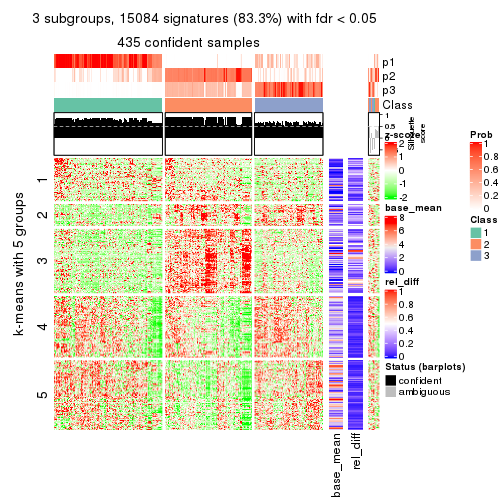 3 subgroups, 15084 signatures (83.3%) with fdr < 0.05
435 confident samples
p1
p2
p3
Class
1
0.5
0
Silhouette
score
k-means with 5 groups
1
2
3
4
5
base_mean
rel_diff
z-score
2
1
0
-1
-2
base_mean
8
6
4
2
0
rel_diff
1
0.8
0.6
0.4
0.2
0
Status (barplots)
confident
ambiguous
Prob
1
0.8
0.6
0.4
0.2
0
Class
1
2
3